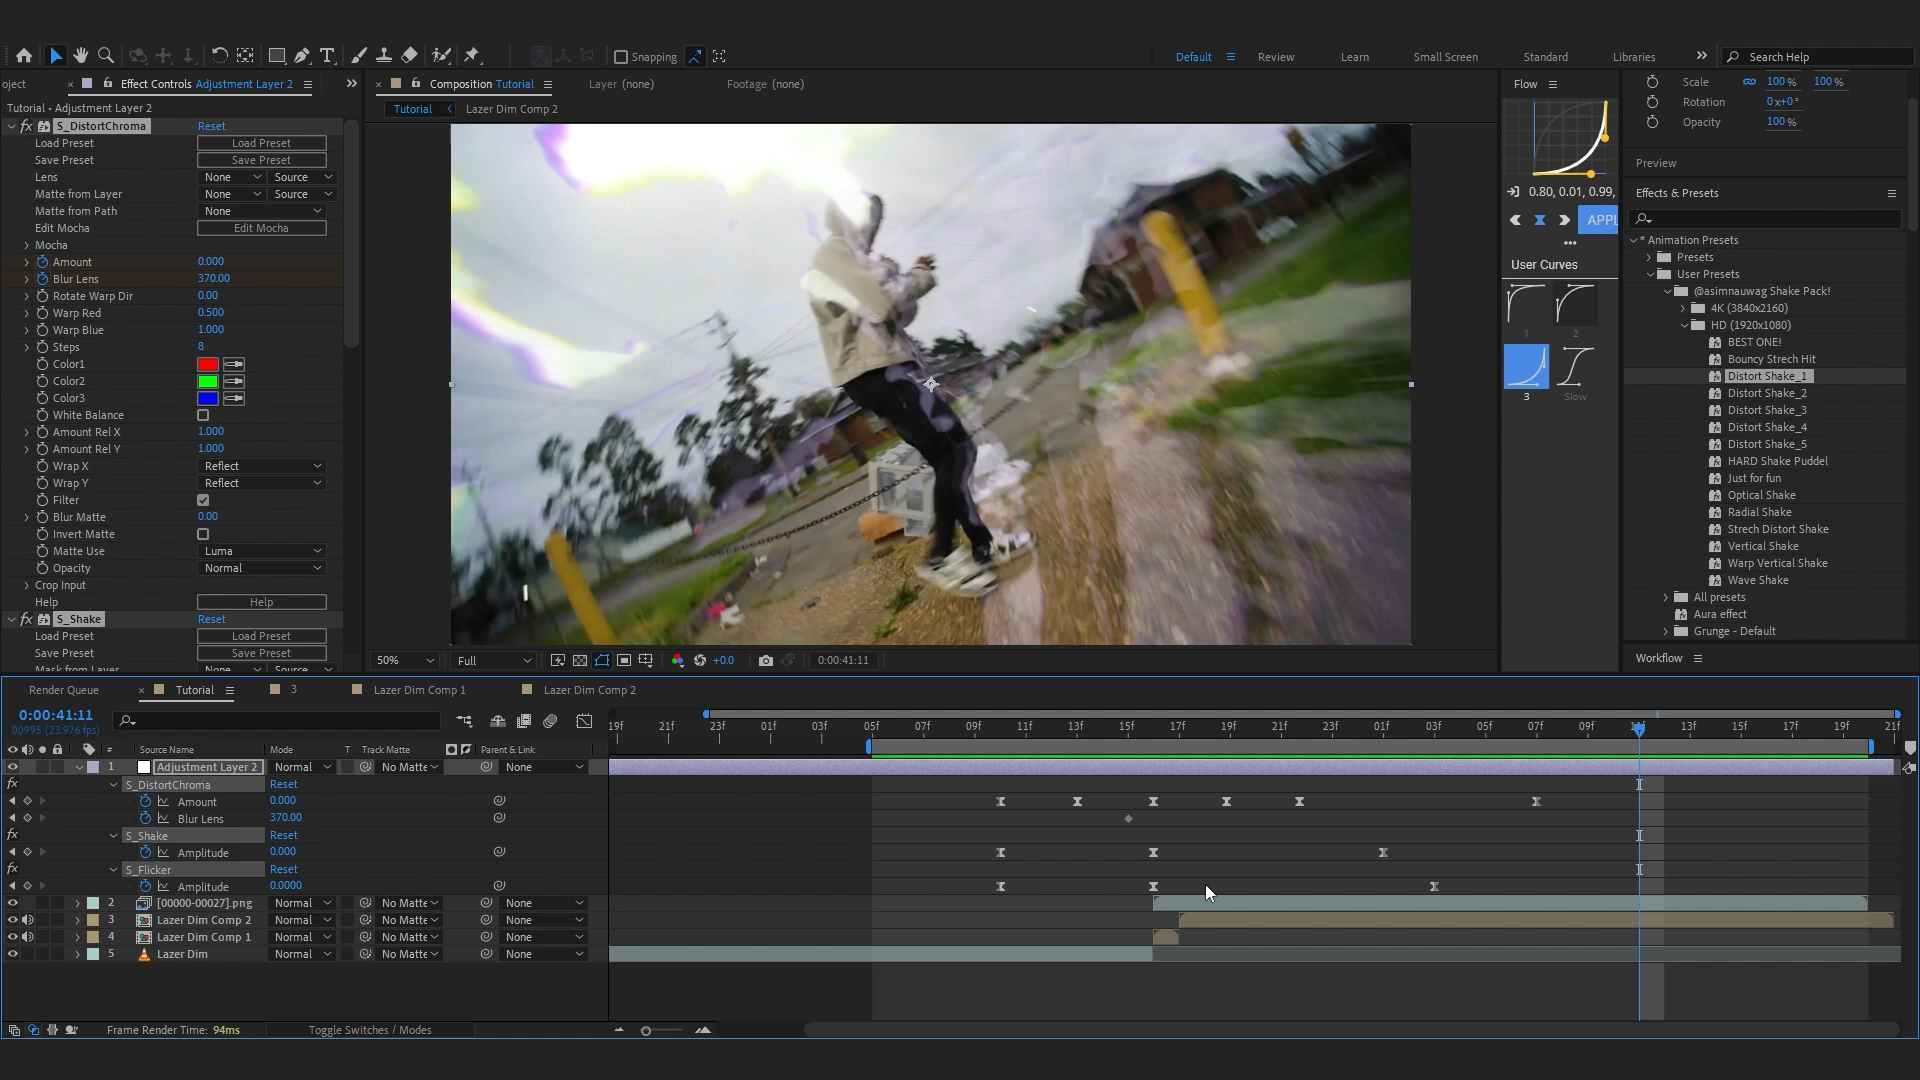 Snapping
Default
Review
Learn
Small Screen
Standard
Libraries
Search Help
oject
Effect Controls Adjustment Layer 2
Composition Tutorial
Layer (none)
Footage (none)
Tutorial
Lazer Dim Comp 2
Tutorial • Adjustment Layer 2
fx S_DistortChroma Reset
Load Preset Load Preset
Save Preset Save Preset
Lens None Source
Matte from Layer None Source
Matte from Path None
Edit Mocha Edit Mocha
Mocha
Amount 0.000
Blur Lens 370.00
Rotate Warp Dir 0.00
Warp Red 0.500
Warp Blue 1.000
Steps 8
Color1
Color2
Color3
White Balance
Amount Rel X 1.000
Amount Rel Y 1.000
Wrap X Reflect
Wrap Y Reflect
Filter
Blur Matte 0.00
Invert Matte
Matte Use Luma
Opacity Normal
Crop Input
Help Help
fx S_Shake Reset
Load Preset Load Preset
Save Preset Save Preset
Mask from Layer None Source
50% Full +0.0 0:00:41:11
Flow
0.80, 0.01, 0.99,
APPL
User Curves
1 2
3 Slow
Scale 100 % 100 %
Rotation 0x+0°
Opacity 100 %
Preview
Effects & Presets
* Animation Presets
Presets
User Presets
@asimnauwag Shake Pack!
4K (3840x2160)
HD (1920x1080)
BEST ONE!
Bouncy Strech Hit
Distort Shake_1
Distort Shake_2
Distort Shake_3
Distort Shake_4
Distort Shake_5
HARD Shake Puddel
Just for fun
Optical Shake
Radial Shake
Strech Distort Shake
Vertical Shake
Warp Vertical Shake
Wave Shake
All presets
Aura effect
Grunge - Default
Workflow
Render Queue
Tutorial
3
Lazer Dim Comp 1
Lazer Dim Comp 2
0:00:41:11
00995 (23.976 fps)
19f 21f 23f 01f 03f 05f 07f 09f 11f 13f 15f 17f 19f 21f 23f 01f 03f 05f 07f 09f 11f 13f 15f 17f 19f 21f
# Source Name Mode T Track Matte Parent & Link
1 Adjustment Layer 2 Normal No Matte None
fx S_DistortChroma Reset
Amount 0.000
Blur Lens 370.00
fx S_Shake Reset
Amplitude 0.000
fx S_Flicker Reset
Amplitude 0.0000
2 [00000-00027].png Normal No Matte None
3 Lazer Dim Comp 2 Normal No Matte None
4 Lazer Dim Comp 1 Normal No Matte None
5 Lazer Dim Normal No Matte None
Frame Render Time: 94ms
Toggle Switches / Modes